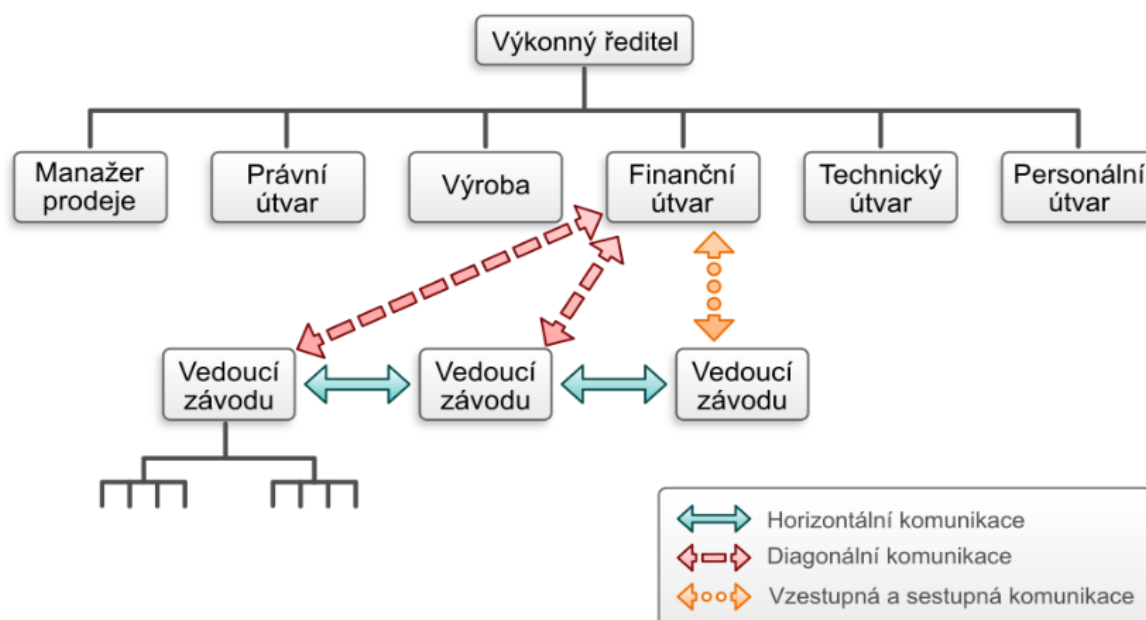 Výkonný ředitel
Manažer
prodeje
Právní
útvar
Výroba
Finanční
útvar
Technický
útvar
Personální
útvar
Vedoucí
závodu
Vedoucí
závodu
Vedoucí
závodu
Horizontální komunikace
Diagonální komunikace
Vzestupná a sestupná komunikace